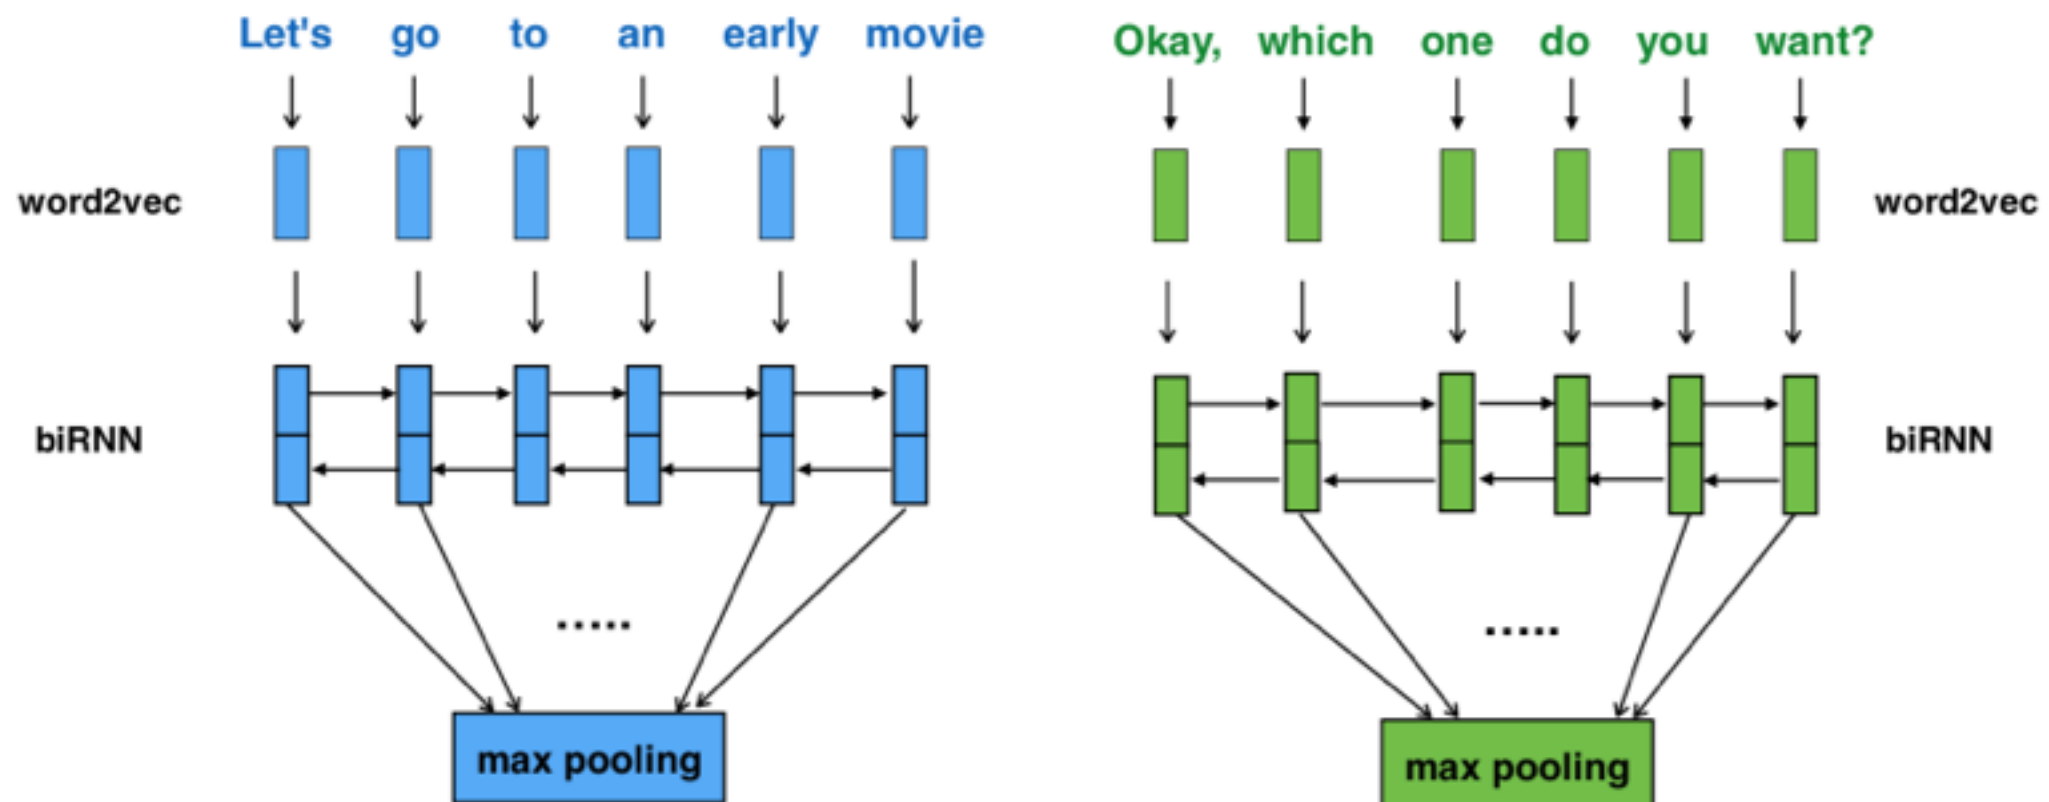 Let's go to an early movie
Okay, which one do you want?
word2vec
word2vec
biRNN
biRNN
.....
.....
max pooling
max pooling